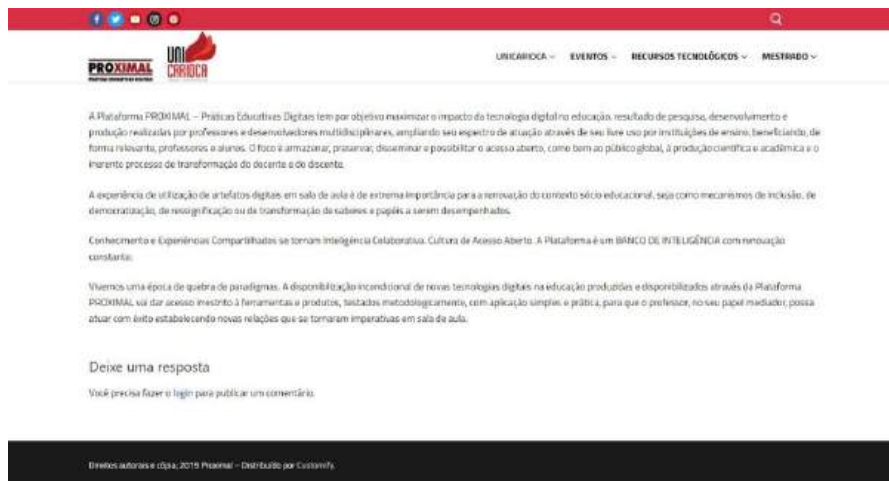 PROXIMAL
UNI
CARIOCA
UNICARIOCA
EVENTOS
RECURSOS TECNOLÓGICOS
MESTRADO
A Plataforma PROXIMAL – Práticas Educativas Digitais tem por objetivo maximizar o impacto da tecnologia digital na educação, resultado de pesquisa, desenvolvimento e
produção realizadas por professores e desenvolvedores multidisciplinares, ampliando seu espectro de atuação através de seu livre uso por instituições de ensino, beneficiando, de
forma relevante, professores e alunos. O foco é armazenar, preservar, disseminar e possibilitar o acesso aberto, como bem ao público global, à produção científica e acadêmica e o
inerente processo de transformação do docente e do discente.
A experiência de utilização de artefatos digitais em sala de aula é de extrema importância para a renovação do contexto sócio educacional, seja como mecanismos de inclusão, de
democratização, de ressignificação ou de transformação de saberes e papéis a serem desempenhados.
Conhecimento e Experiências Compartilhados se tornam Inteligência Colaborativa. Cultura de Acesso Aberto. A Plataforma é um BANCO DE INTELIGÊNCIA com renovação
constante.
Vivemos uma época de quebra de paradigmas. A disponibilização incondicional de novas tecnologias digitais na educação produzidas e disponibilizados através da Plataforma
PROXIMAL vai dar acesso irrestrito à ferramentas e produtos, testados metodologicamente, com aplicação simples e prática, para que o professor, no seu papel mediador, possa
atuar com êxito estabelecendo novas relações que se tornaram imperativas em sala de aula.
Deixe uma resposta
Você precisa fazer o login para publicar um comentário.
Direitos autorais e cópia; 2019 Proximal – Distribuído por Customify.